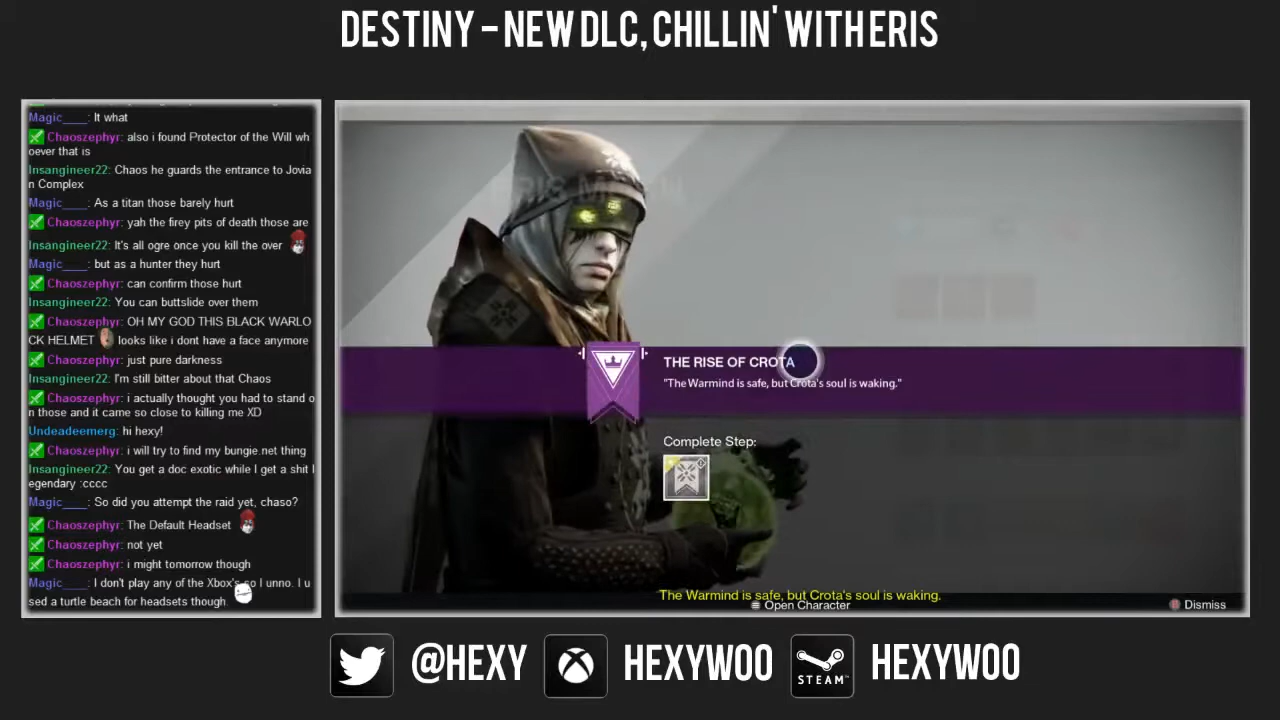 DESTINY - NEW DLC, CHILLIN' WITH ERIS
Magic____: It what
Chaoszephyr: also i found Protector of the Will wh
oever that is
Insangineer22: Chaos he guards the entrance to Jovia
n Complex
Magic____: As a titan those barely hurt
Chaoszephyr: yah the firey pits of death those are
Insangineer22: It's all ogre once you kill the over
Magic____: but as a hunter they hurt
Chaoszephyr: can confirm those hurt
Insangineer22: You can buttslide over them
Chaoszephyr: OH MY GOD THIS BLACK WARLO
CK HELMET looks like i dont have a face anymore
Chaoszephyr: just pure darkness
Insangineer22: I'm still bitter about that Chaos
Chaoszephyr: i actually thought you had to stand o
n those and it came so close to killing me XD
Undeadeemerg: hi hexy!
Chaoszephyr: i will try to find my bungie.net thing
Insangineer22: You get a doc exotic while I get a shit l
egendary :cccc
Magic____: So did you attempt the raid yet, chaso?
Chaoszephyr: The Default Headset
Chaoszephyr: not yet
Chaoszephyr: i might tomorrow though
Magic____: I don't play any of the Xbox's so I unno. I u
sed a turtle beach for headsets though.
THE RISE OF CROTA
"The Warmind is safe, but Crota's soul is waking."
Complete Step:
The Warmind is safe, but Crota's soul is waking.
Open Character
Dismiss
@HEXY
HEXYWOO
STEAM
HEXYWOO